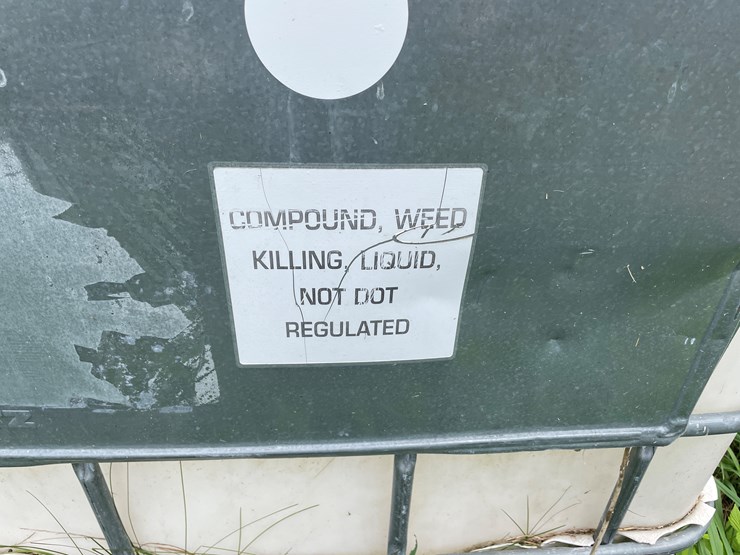 COMPOUND, WEED
KILLING, LIQUID,
NOT DOT
REGULATED